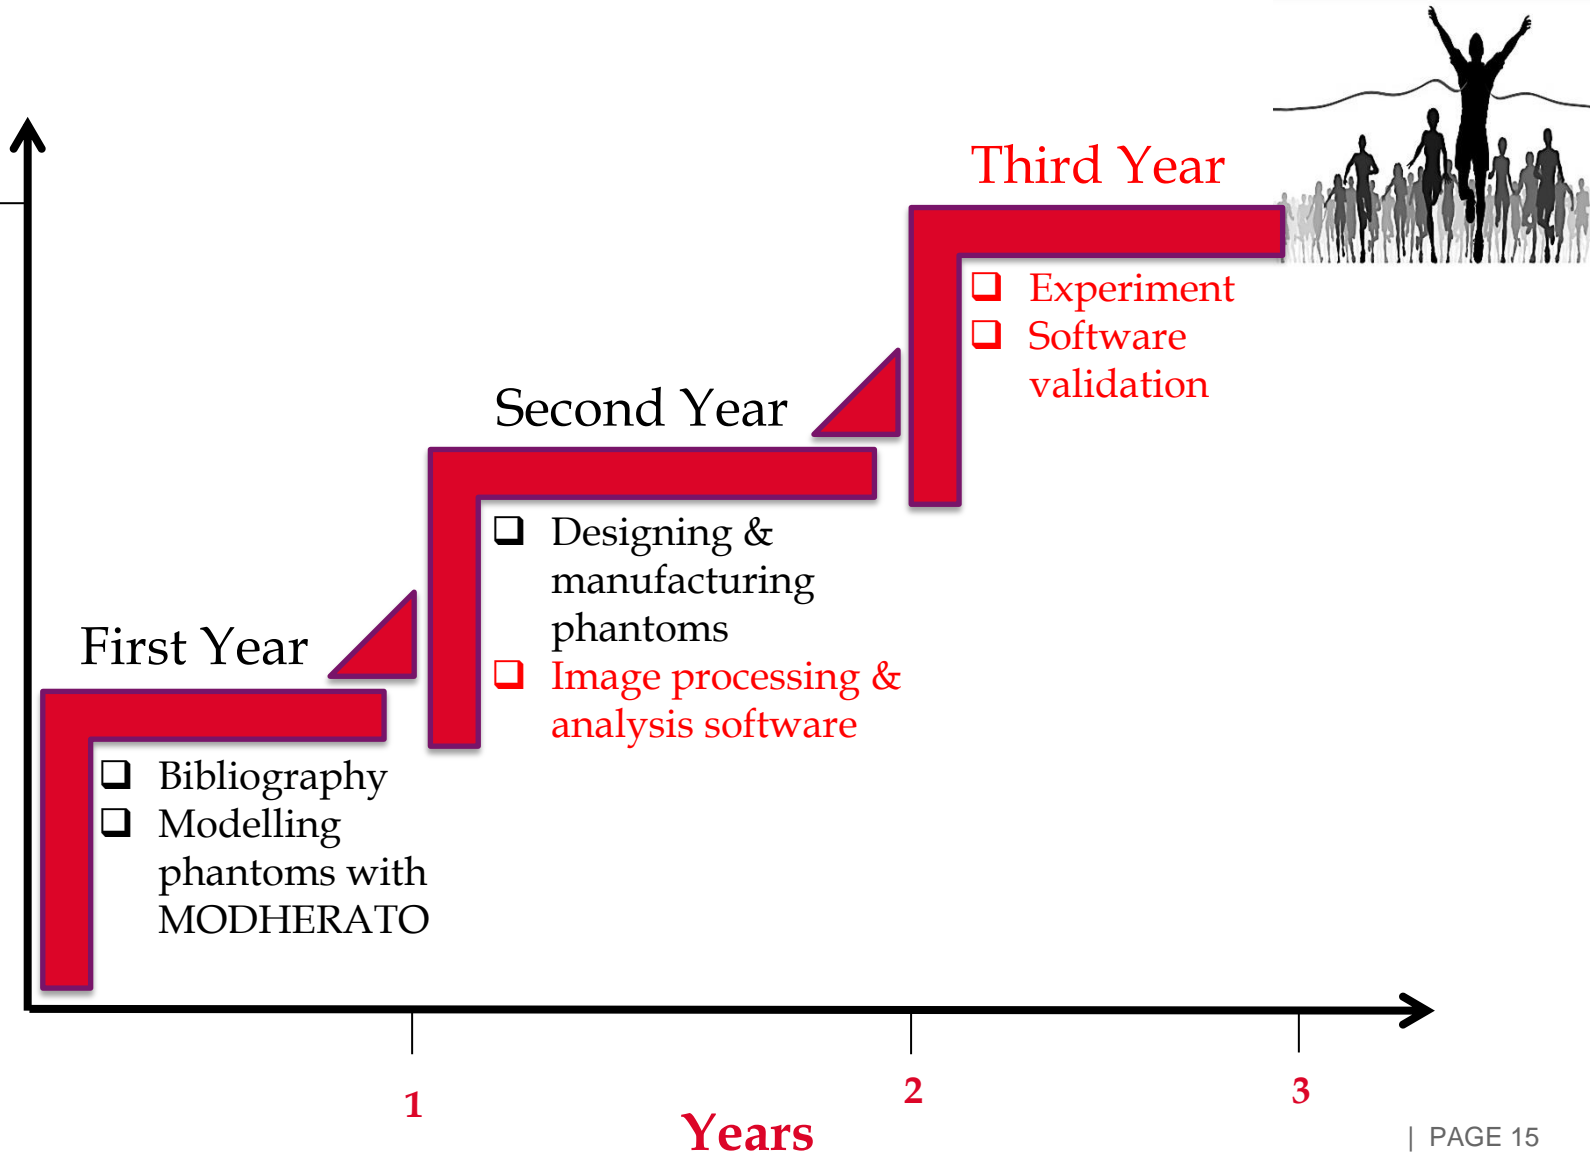 Third Year
❑ Experiment
❑ Software
validation
Second Year
❑ Designing &
manufacturing
phantoms
❑ Image processing &
analysis software
First Year
❑ Bibliography
❑ Modelling
phantoms with
MODHERATO
1
2
3
Years
| PAGE 15